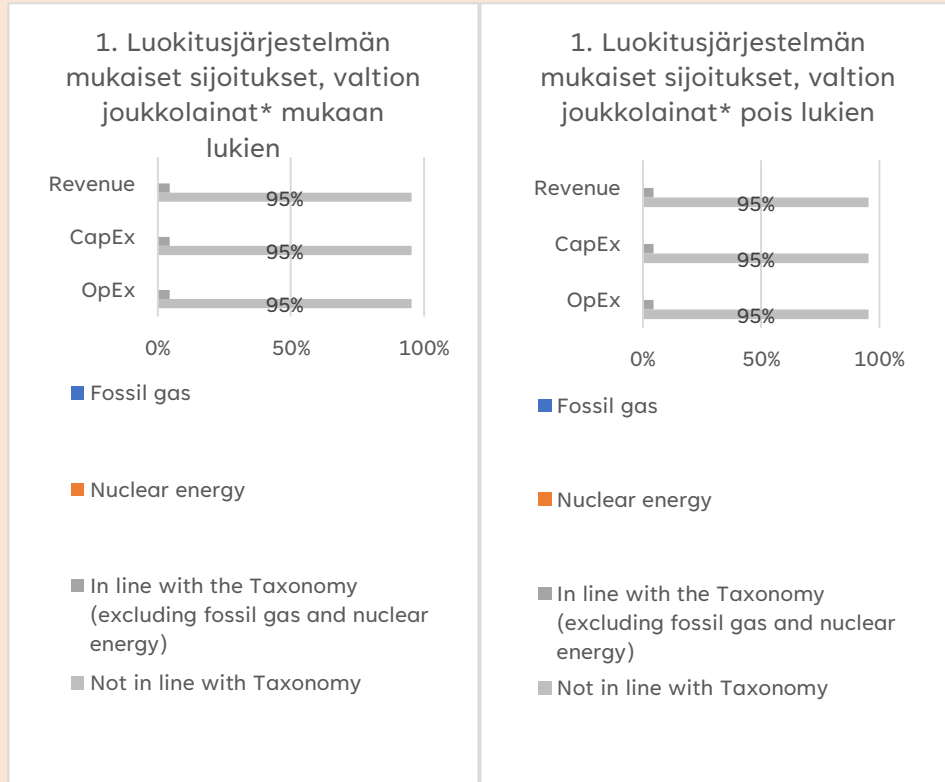 1. Luokitusjärjestelmän
mukaiset sijoitukset, valtion
joukkolainat* mukaan
lukien
Revenue
95%
CapEx
95%
OpEx
95%
0%
50%
100%
Fossil gas
Nuclear energy
In line with the Taxonomy
(excluding fossil gas and nuclear
energy)
Not in line with Taxonomy
1. Luokitusjärjestelmän
mukaiset sijoitukset, valtion
joukkolainat* pois lukien
Revenue
95%
CapEx
95%
OpEx
95%
0%
50%
100%
Fossil gas
Nuclear energy
In line with the Taxonomy
(excluding fossil gas and nuclear
energy)
Not in line with Taxonomy